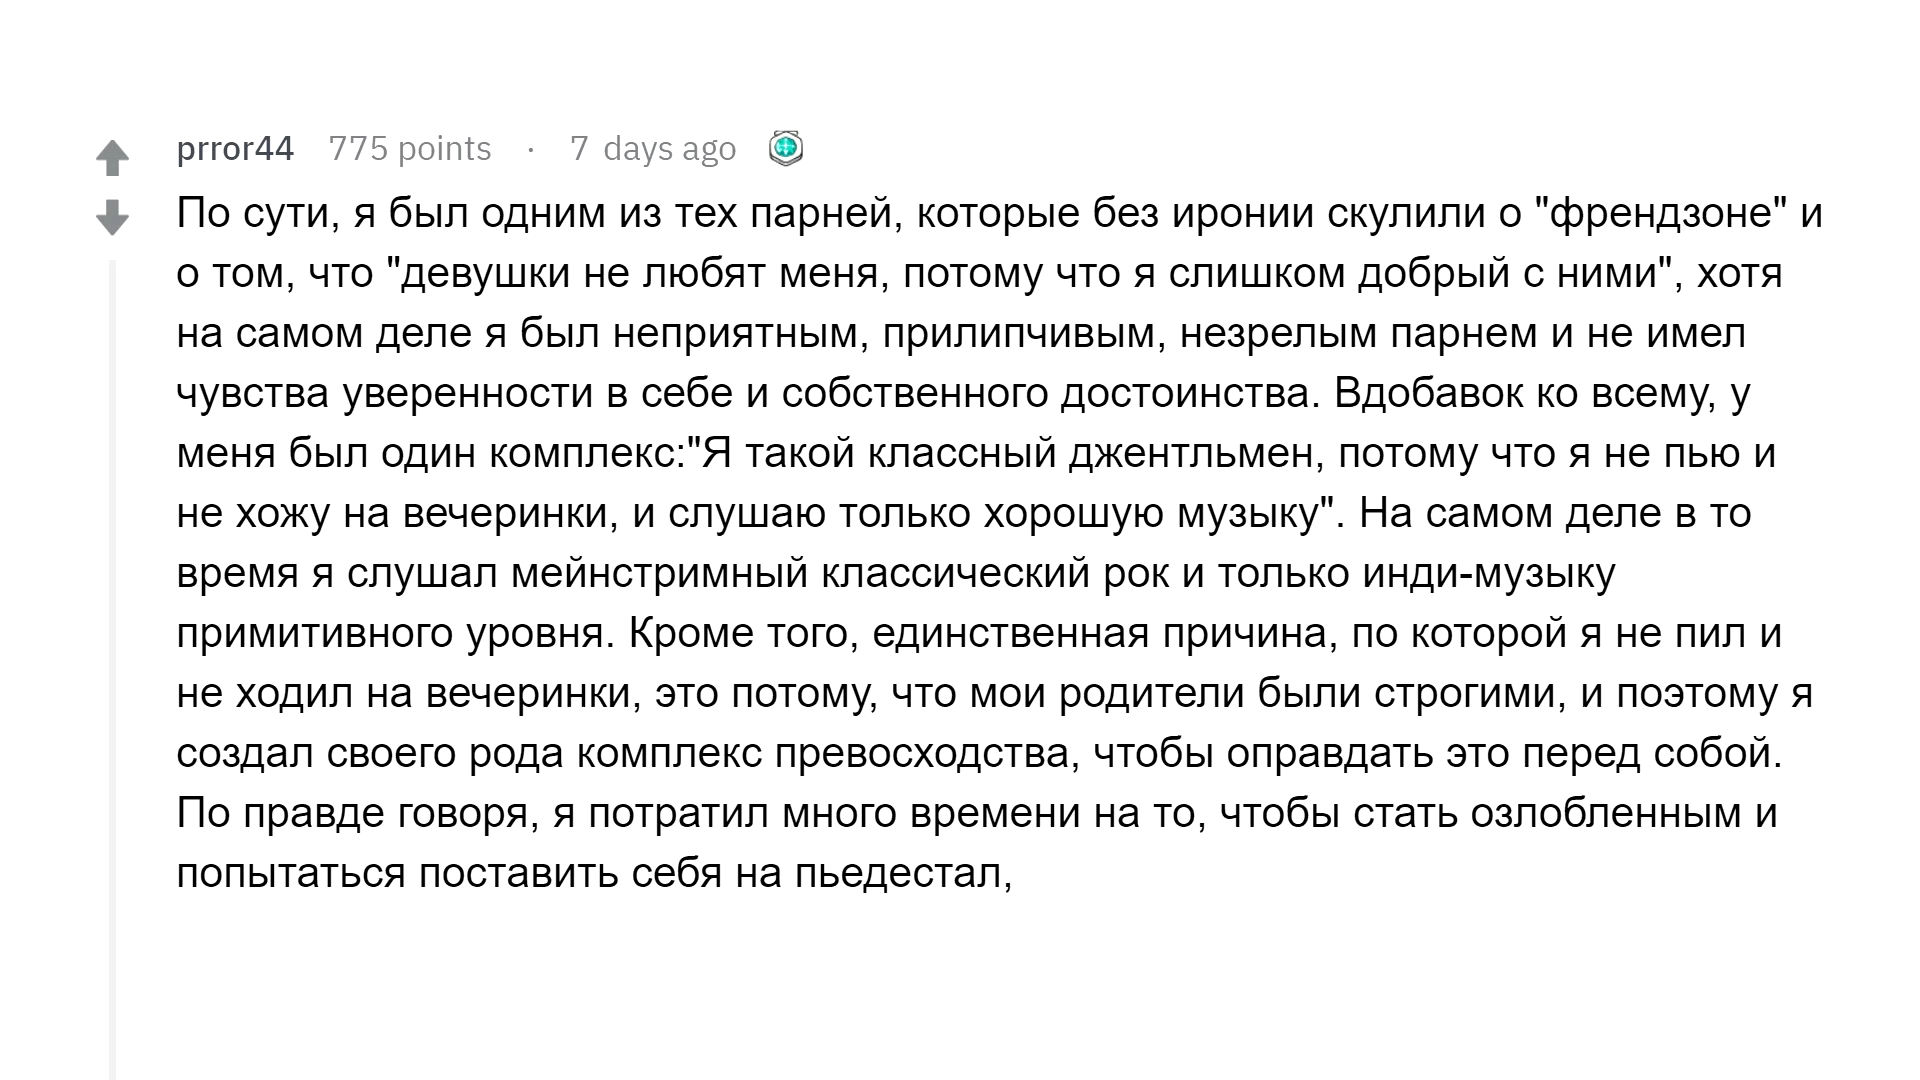 prror44 775 points · 7 days ago
По сути, я был одним из тех парней, которые без иронии скулили о "френдзоне" и
о том, что "девушки не любят меня, потому что я слишком добрый с ними", хотя
на самом деле я был неприятным, прилипчивым, незрелым парнем и не имел
чувства уверенности в себе и собственного достоинства. Вдобавок ко всему, у
меня был один комплекс:"Я такой классный джентльмен, потому что я не пью и
не хожу на вечеринки, и слушаю только хорошую музыку". На самом деле в то
время я слушал мейнстримный классический рок и только инди-музыку
примитивного уровня. Кроме того, единственная причина, по которой я не пил и
не ходил на вечеринки, это потому, что мои родители были строгими, и поэтому я
создал своего рода комплекс превосходства, чтобы оправдать это перед собой.
По правде говоря, я потратил много времени на то, чтобы стать озлобленным и
попытаться поставить себя на пьедестал,